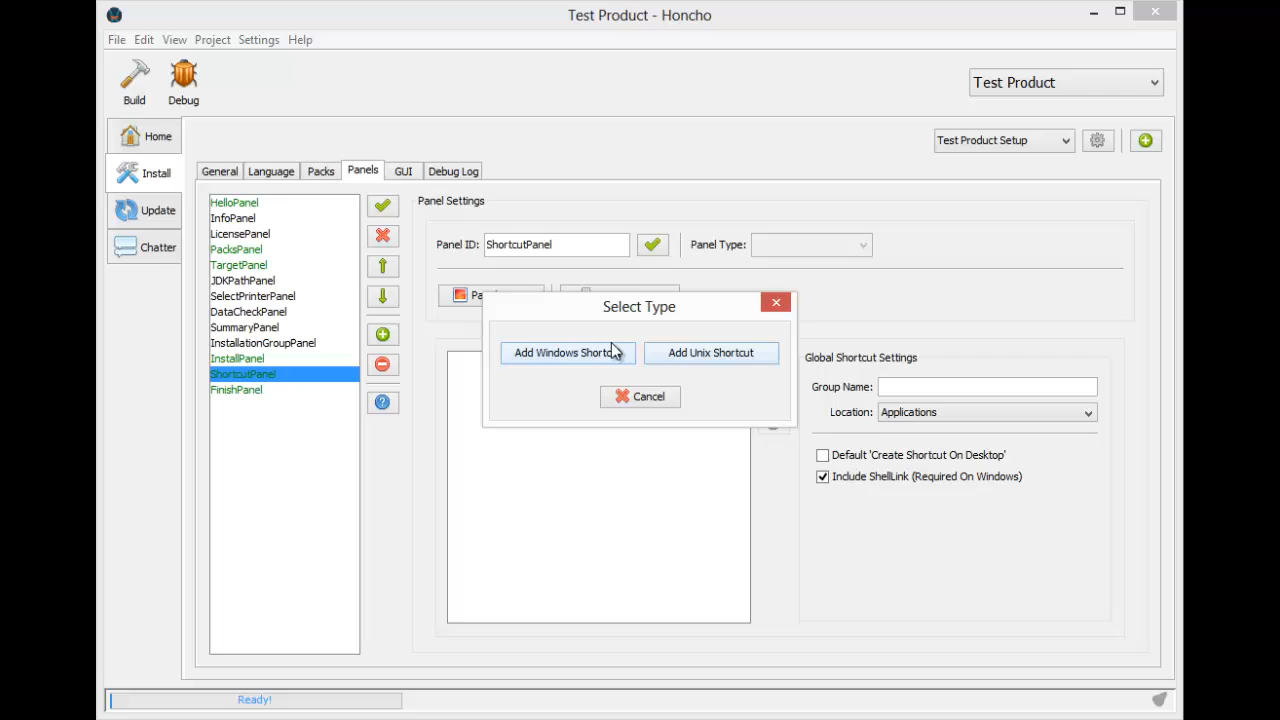 Test Product - Honcho
File Edit View Project Settings Help
Build Debug
Test Product
Home
Install
Update
Chatter
Test Product Setup
General Language Packs Panels GUI Debug Log
HelloPanel
InfoPanel
LicensePanel
PacksPanel
TargetPanel
JDKPathPanel
SelectPrinterPanel
DataCheckPanel
SummaryPanel
InstallationGroupPanel
InstallPanel
ShortcutPanel
FinishPanel
Panel Settings
Panel ID: ShortcutPanel Panel Type:
Select Type
Add Windows Add Unix Shortcut
Cancel
Global Shortcut Settings
Group Name:
Location: Applications
Default 'Create Shortcut On Desktop'
Include ShellLink (Required On Windows)
Ready!